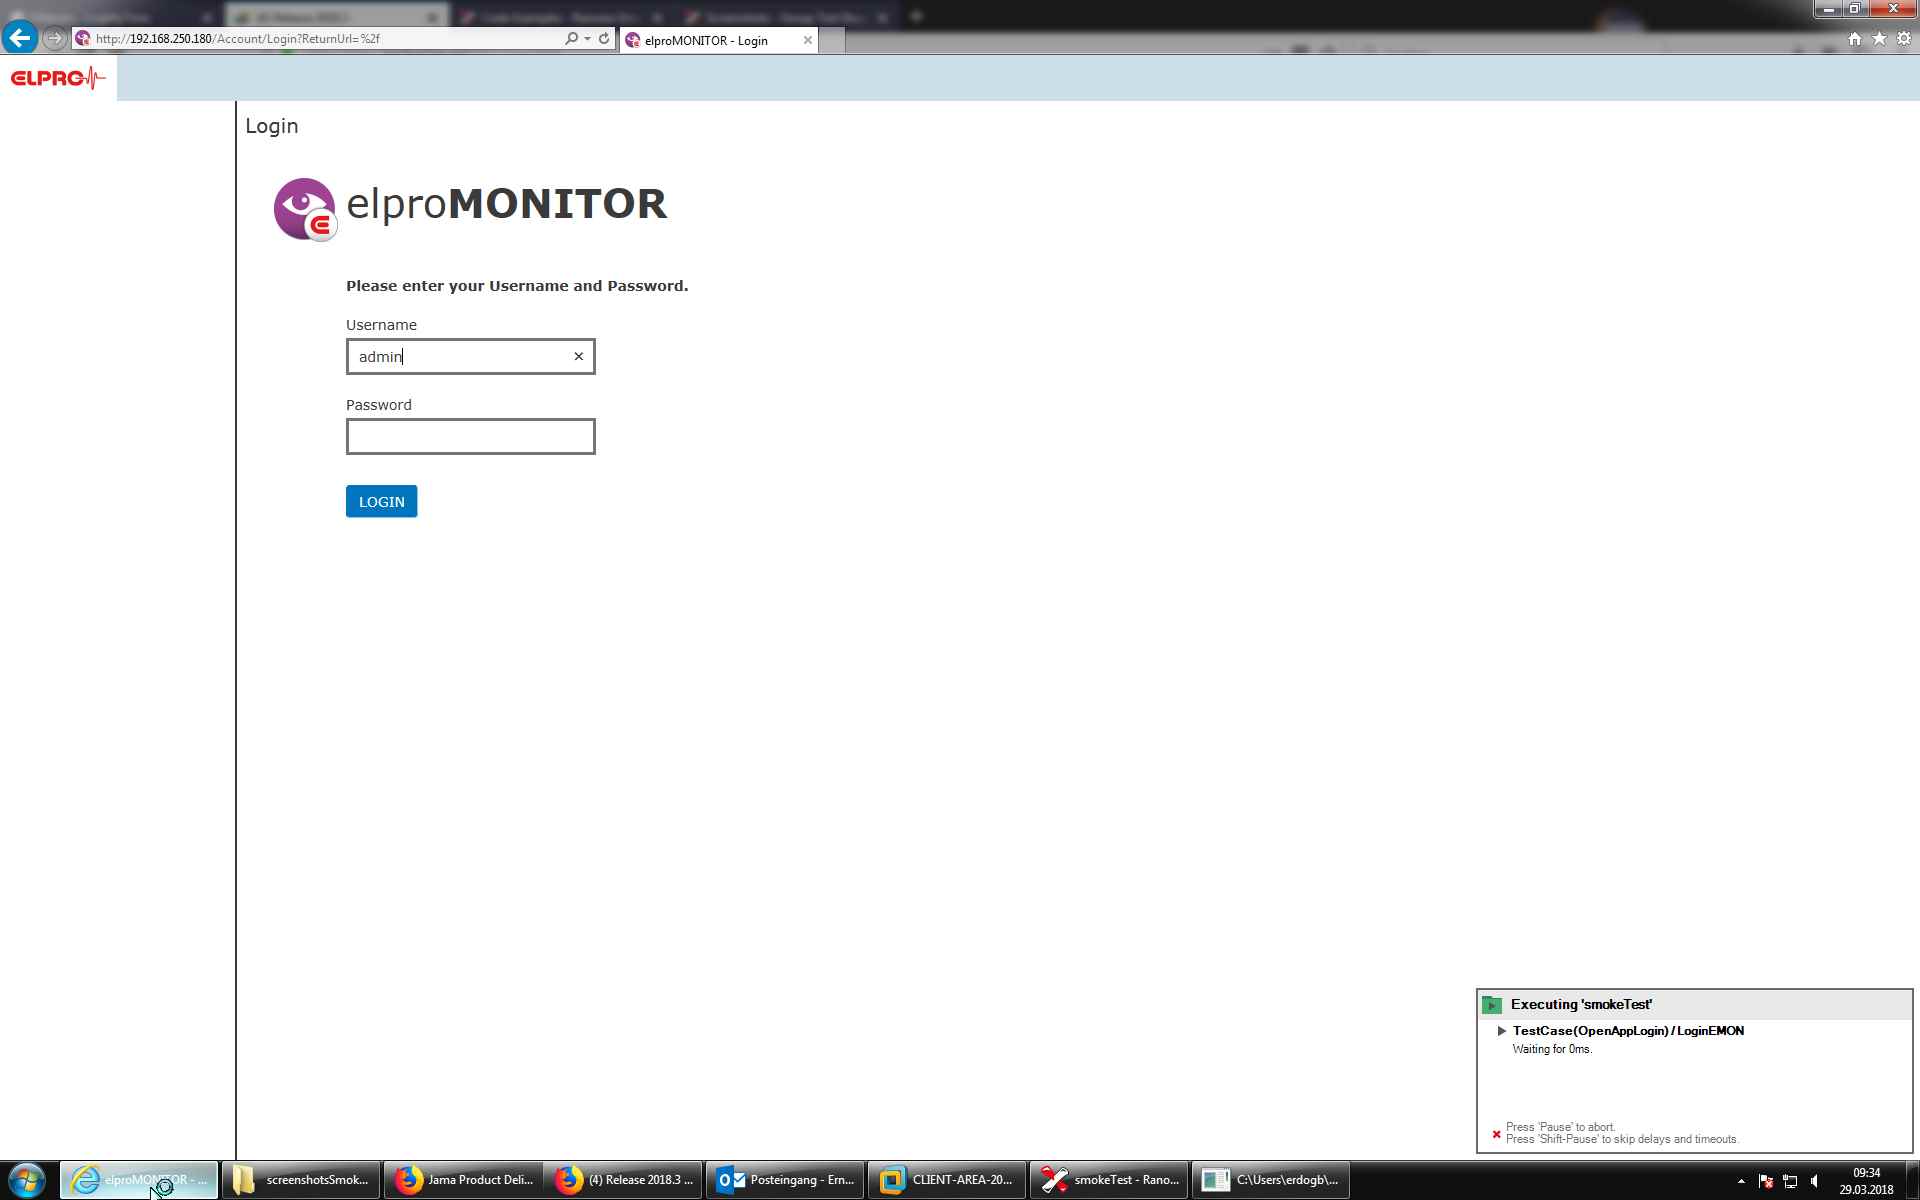 http://192.168.250.180/Account/Login?ReturnUrl=%2f
elproMONITOR - Login
ELPRO
Login
elproMONITOR
Please enter your Username and Password.
Username
admin
Password
LOGIN
Executing 'smokeTest'
TestCase(OpenAppLogin) / LoginEMON
Waiting for 0ms.
Press 'Pause' to abort.
Press 'Shift-Pause' to skip delays and timeouts.
elproMONITOR - ...
screenshotsSmok...
Jama Product Deli...
(4) Release 2018.3 ...
Posteingang - Ern...
CLIENT-AREA-20...
smokeTest - Rano...
C:\Users\erdogb\...
09:34
29.03.2018